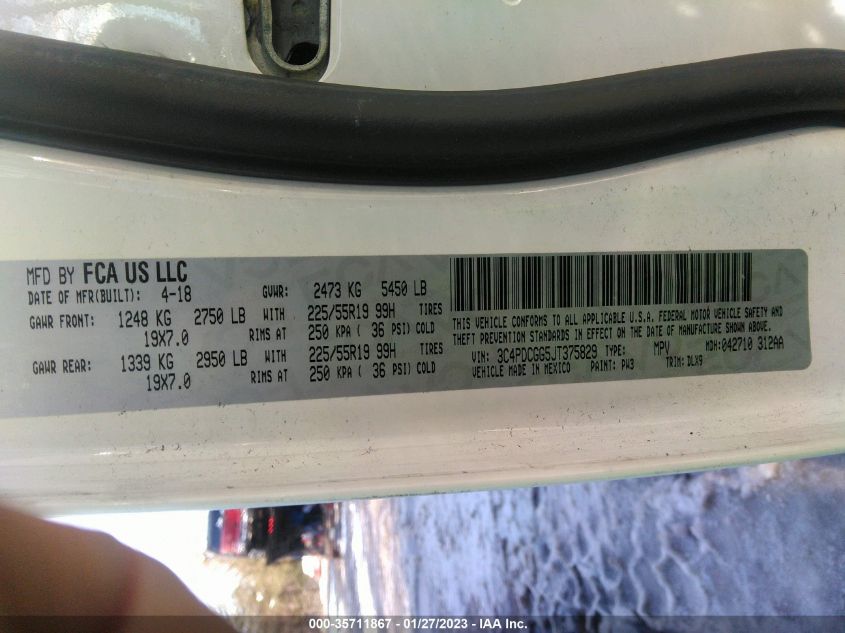 MFD BY FCA US LLC
DATE OF MFR(BUILT): 4-18 GVWR: 2473 KG 5450 LB
GAWR FRONT: 1248 KG 2750 LB WITH 225/55R19 99H TIRES
19X7.0 RIMS AT 250 KPA ( 36 PSI) COLD
GAWR REAR: 1339 KG 2950 LB WITH 225/55R19 99H TIRES
19X7.0 RIMS AT 250 KPA ( 36 PSI) COLD
THIS VEHICLE CONFORMS TO ALL APPLICABLE U.S.A. FEDERAL MOTOR VEHICLE SAFETY AND
THEFT PREVENTION STANDARDS IN EFFECT ON THE DATE OF MANUFACTURE SHOWN ABOVE.
VIN: 3C4PDCGG5JT375829 TYPE: MPV MDH:042710 312AA
VEHICLE MADE IN MEXICO PAINT: PW3 TRIM: DLX9
000-35711867 - 01/27/2023 - IAA Inc.